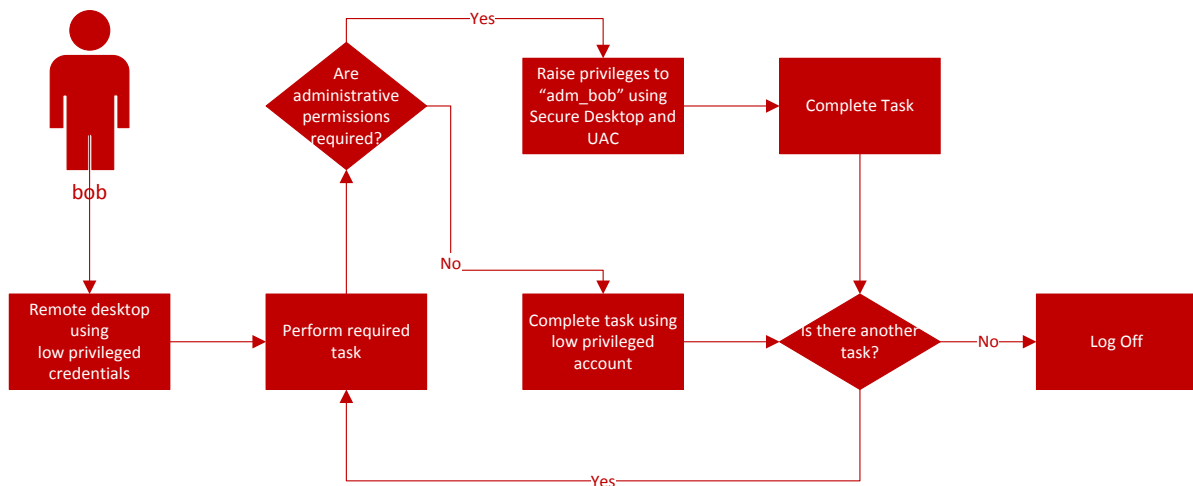 Yes
Are
administrative
permissions
required?
Raise privileges to
“adm_bob” using
Secure Desktop and
UAC
Complete Task
bob
No
Remote desktop
using
low privileged
credentials
Perform required
task
Complete task using
low privileged
account
Is there another
task?
No
Log Off
Yes